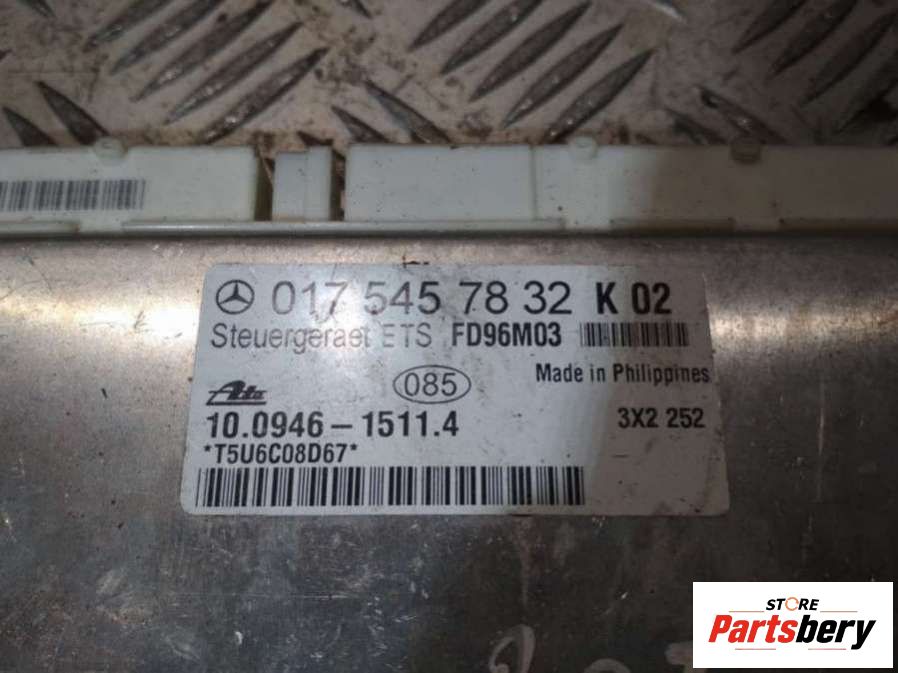 017 545 78 32 K 02
Steuergeraet ETS FD96M03
Ate 085 Made in Philippines
10.0946-1511.4 3X2 252
*T5U6C08D67*
STORE
Partsbery